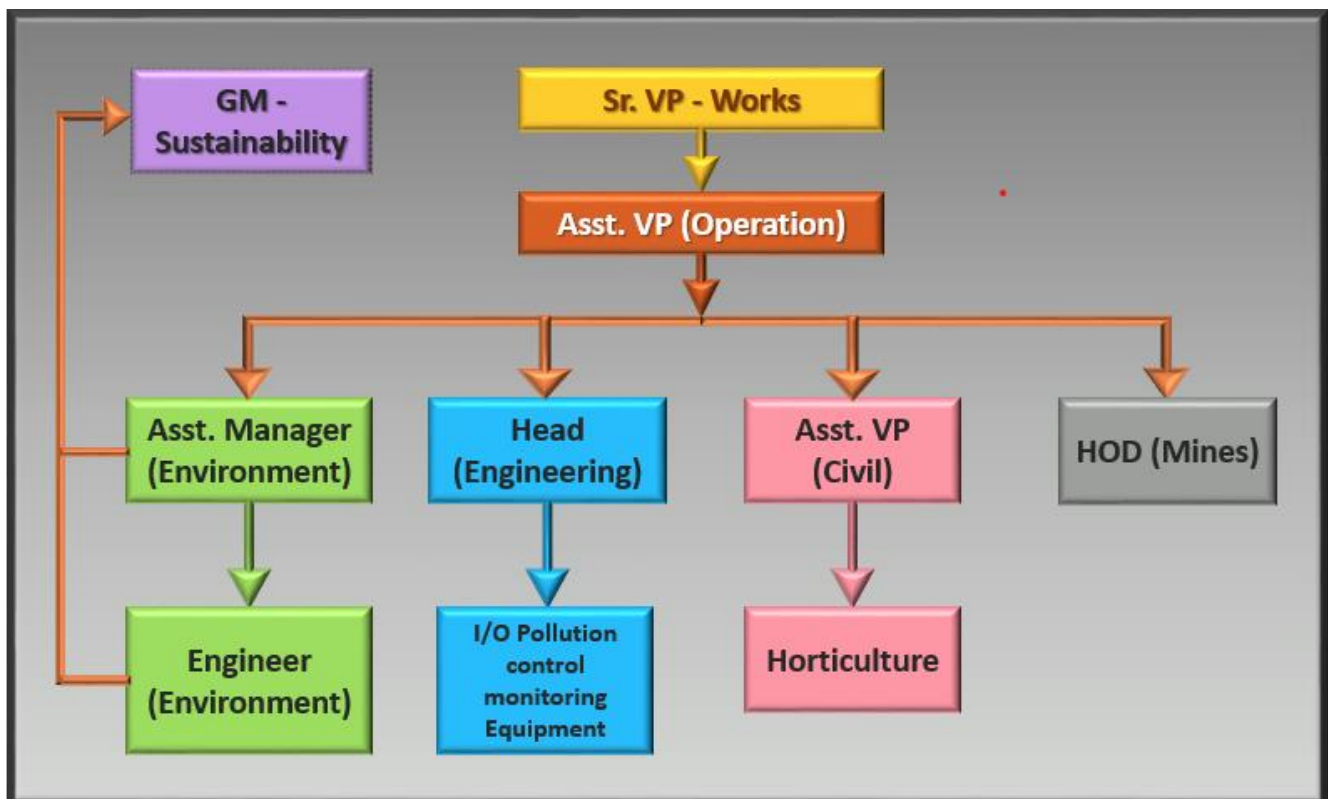 GM -
Sustainability
Sr. VP - Works
Asst. VP (Operation)
Asst. Manager
(Environment)
Head
(Engineering)
Asst. VP
(Civil)
HOD (Mines)
Engineer
(Environment)
I/O Pollution
control
monitoring
Equipment
Horticulture